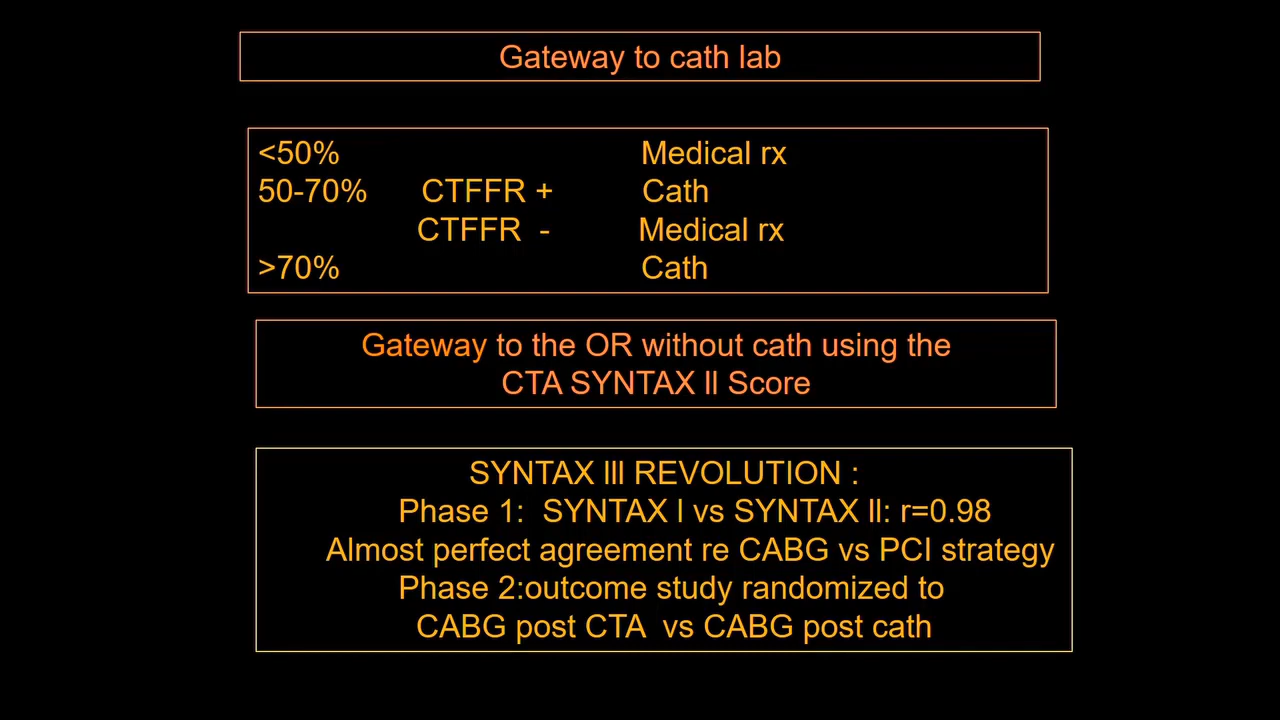 Gateway to cath lab
<50% Medical rx
50-70% CTFFR + Cath
CTFFR - Medical rx
>70% Cath
Gateway to the OR without cath using the
CTA SYNTAX II Score
SYNTAX III REVOLUTION :
Phase 1: SYNTAX I vs SYNTAX II: r=0.98
Almost perfect agreement re CABG vs PCI strategy
Phase 2:outcome study randomized to
CABG post CTA vs CABG post cath